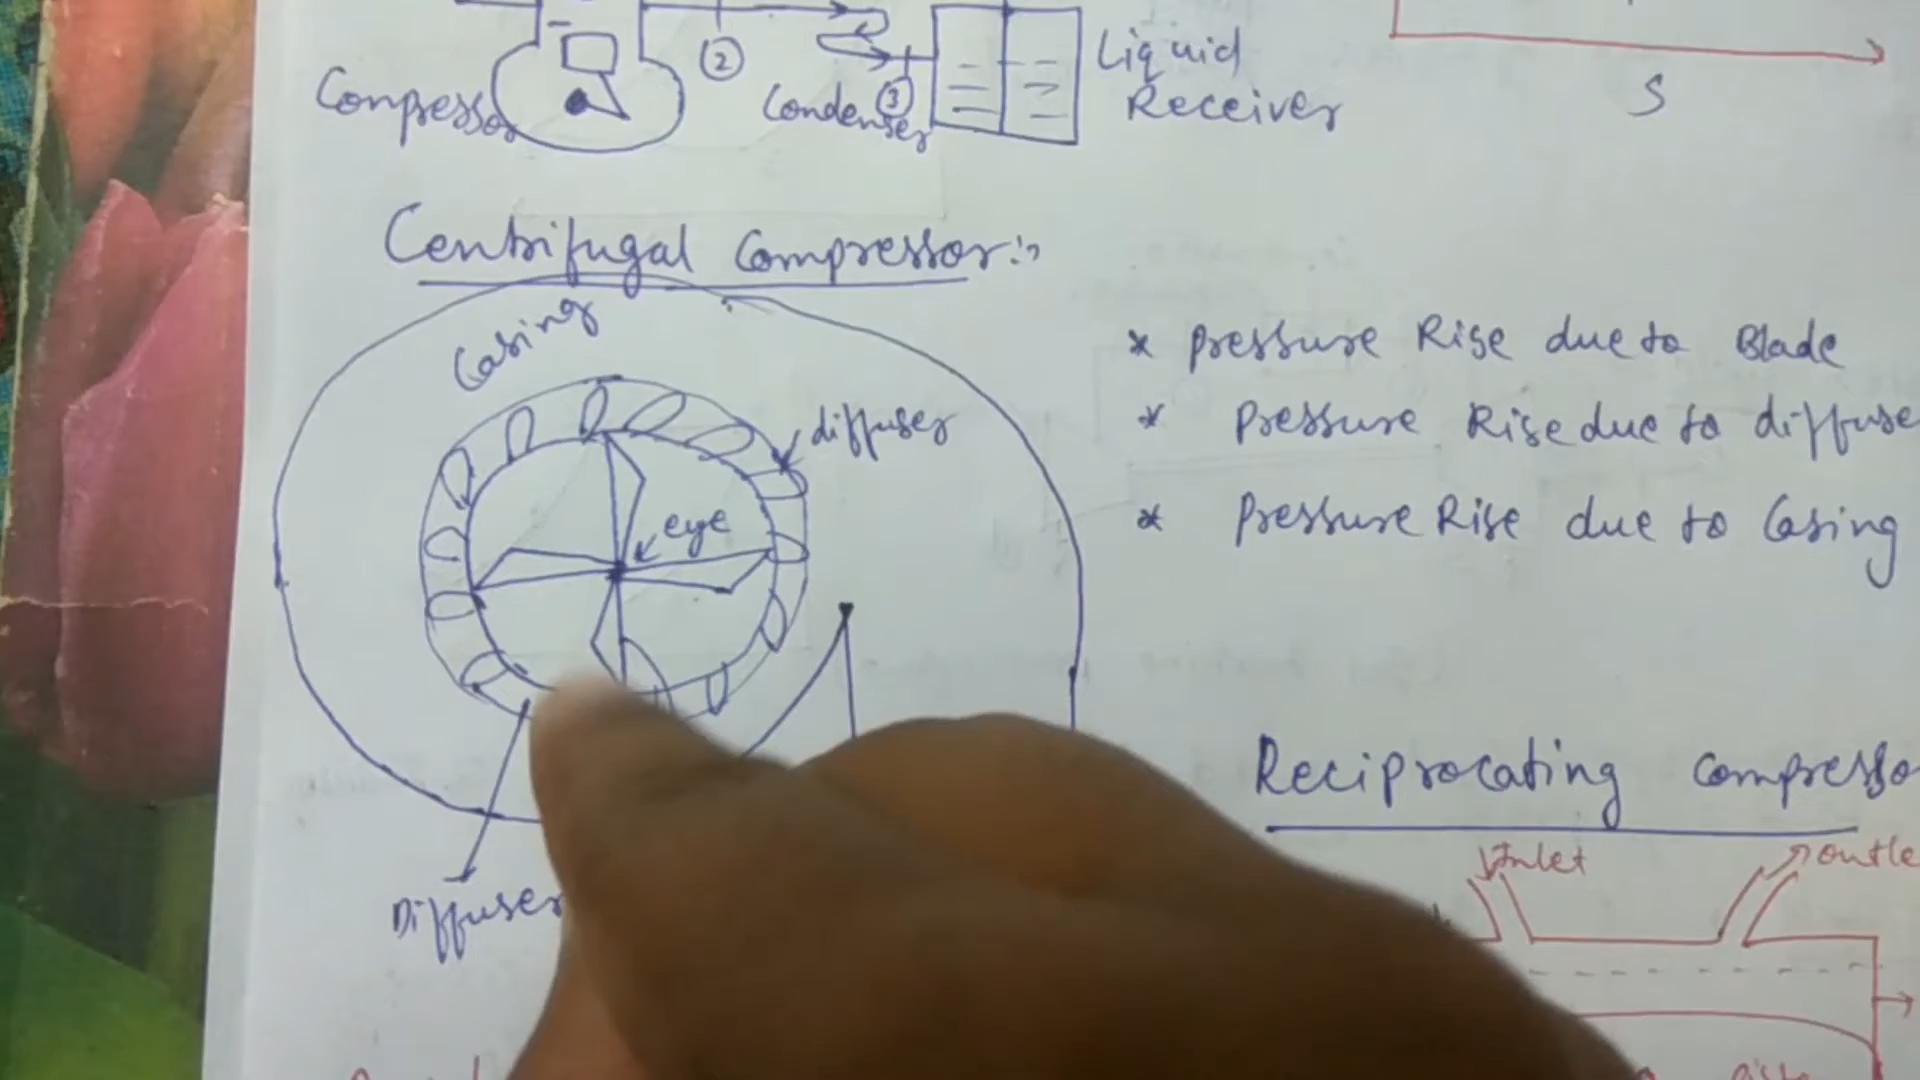 ② ③
Compressor
Condenser
Liquid
Receiver
S
Centrifugal Compressor:-
Casing
diffuser
eye
Diffuser
* Pressure Rise due to Blade
* Pressure Rise due to diffuse
* Pressure Rise due to Casing
Reciprocating Compresso
Inlet
outle